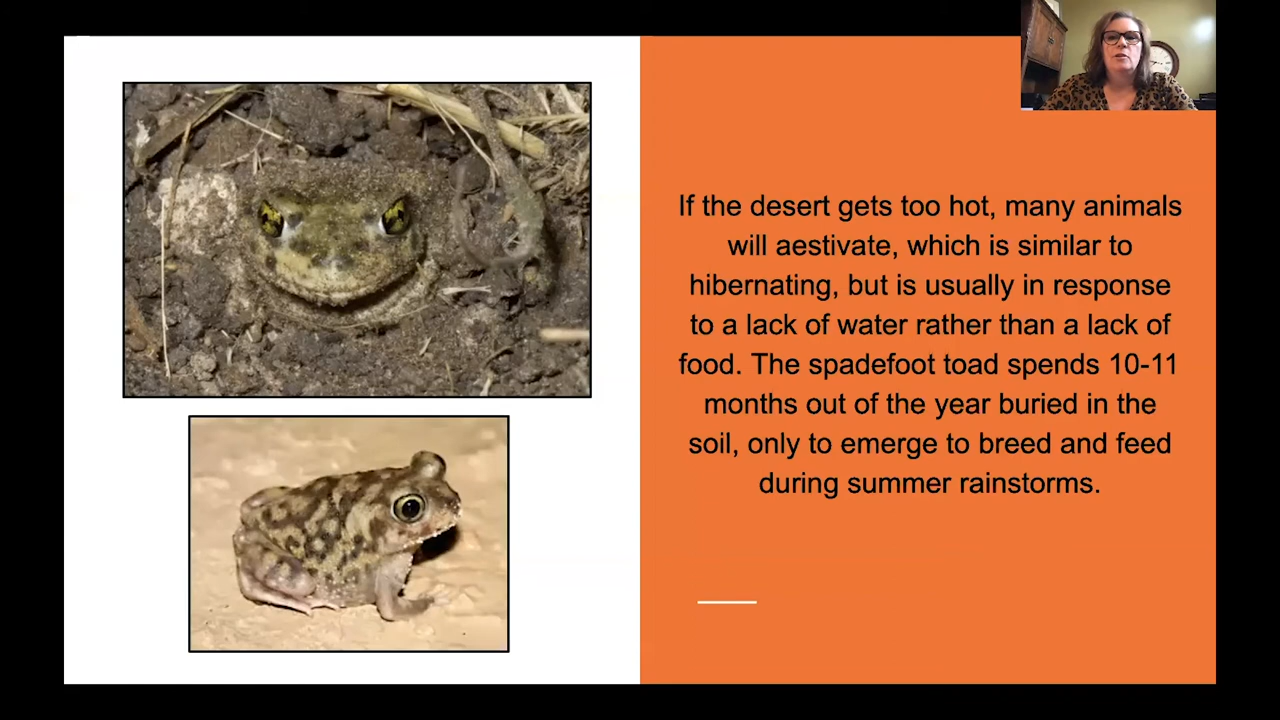 If the desert gets too hot, many animals
will aestivate, which is similar to
hibernating, but is usually in response
to a lack of water rather than a lack of
food. The spadefoot toad spends 10-11
months out of the year buried in the
soil, only to emerge to breed and feed
during summer rainstorms.